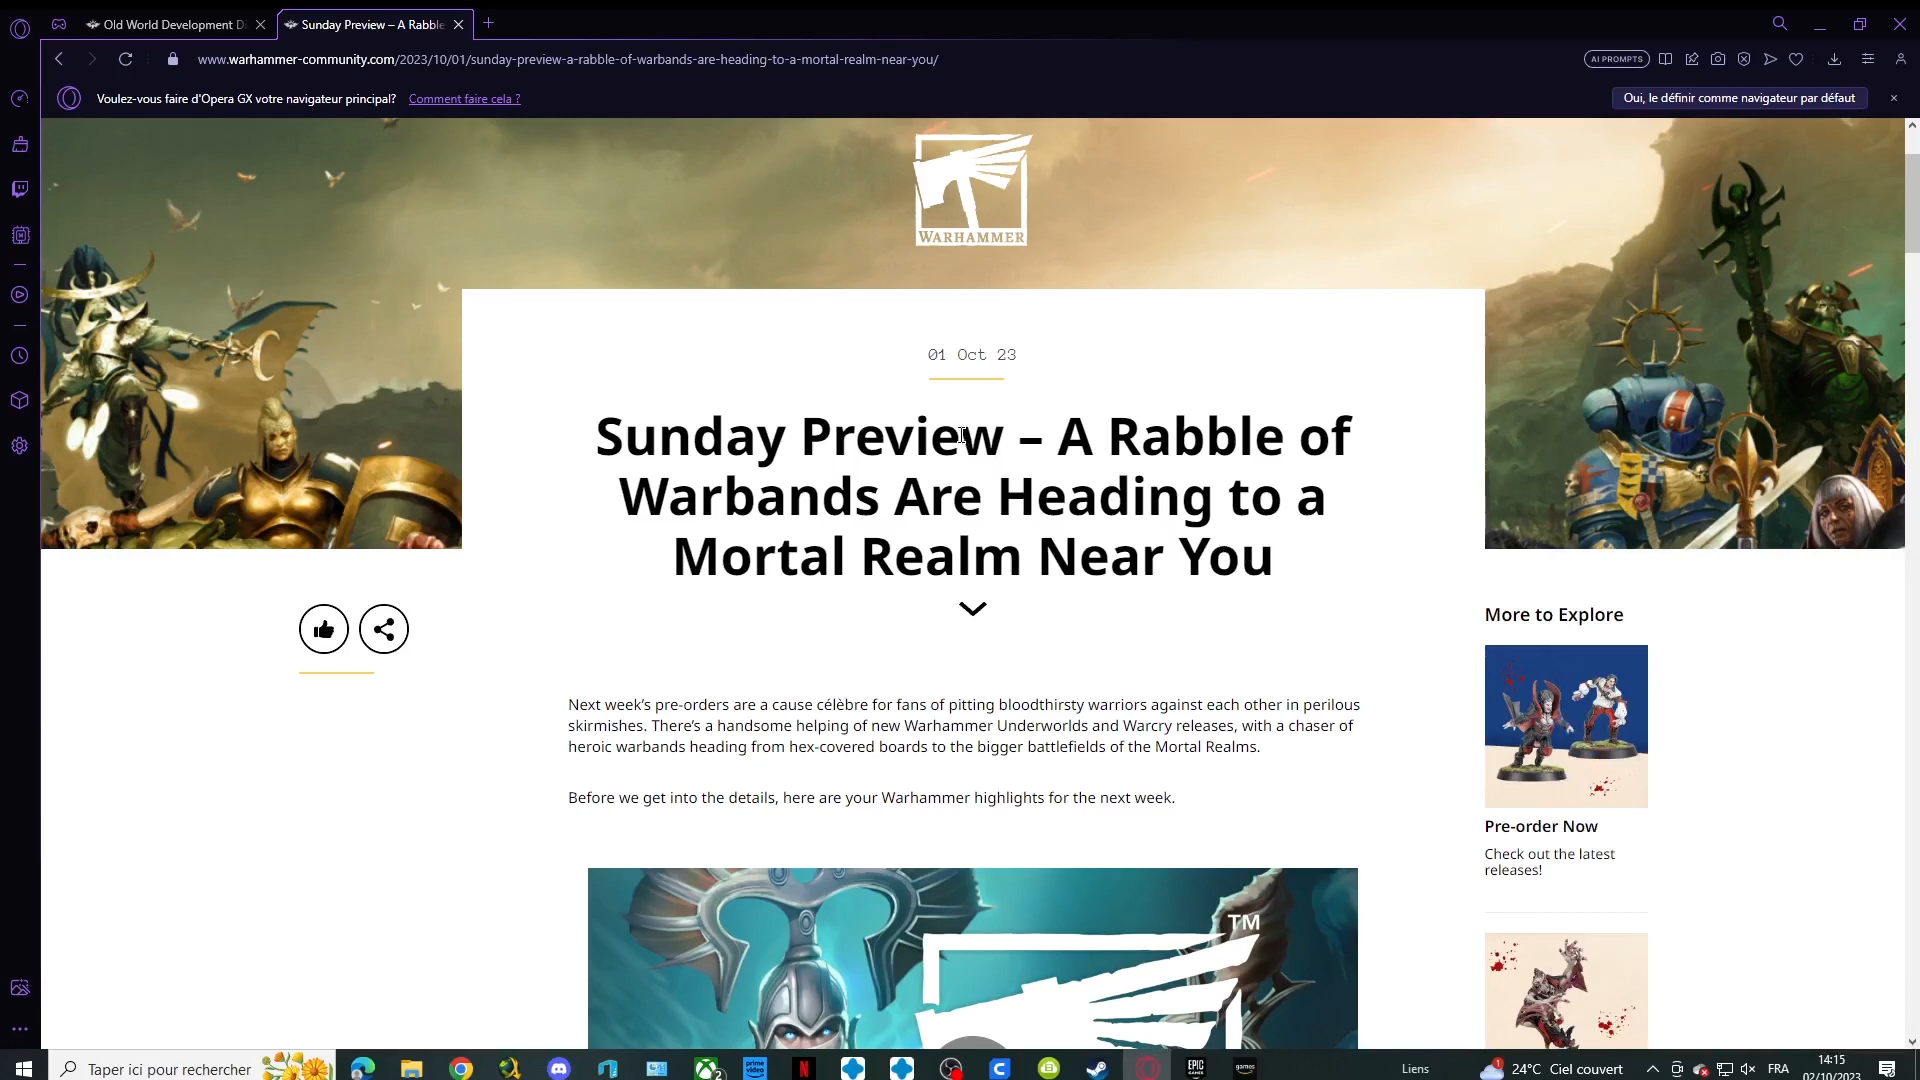 Old World Development D
Sunday Preview – A Rabble
www.warhammer-community.com/2023/10/01/sunday-preview-a-rabble-of-warbands-are-heading-to-a-mortal-realm-near-you/
AI PROMPTS
Voulez-vous faire d'Opera GX votre navigateur principal? Comment faire cela ?
Oui, le définir comme navigateur par défaut
WARHAMMER
01 Oct 23
Sunday Preview – A Rabble of
Warbands Are Heading to a
Mortal Realm Near You
Next week's pre-orders are a cause célèbre for fans of pitting bloodthirsty warriors against each other in perilous
skirmishes. There's a handsome helping of new Warhammer Underworlds and Warcry releases, with a chaser of
heroic warbands heading from hex-covered boards to the bigger battlefields of the Mortal Realms.
Before we get into the details, here are your Warhammer highlights for the next week.
TM
More to Explore
Pre-order Now
Check out the latest
releases!
Taper ici pour rechercher
2
prime video
N
EPIC GAMES
games
Liens
1
24°C Ciel couvert
FRA
14:15
02/10/2023